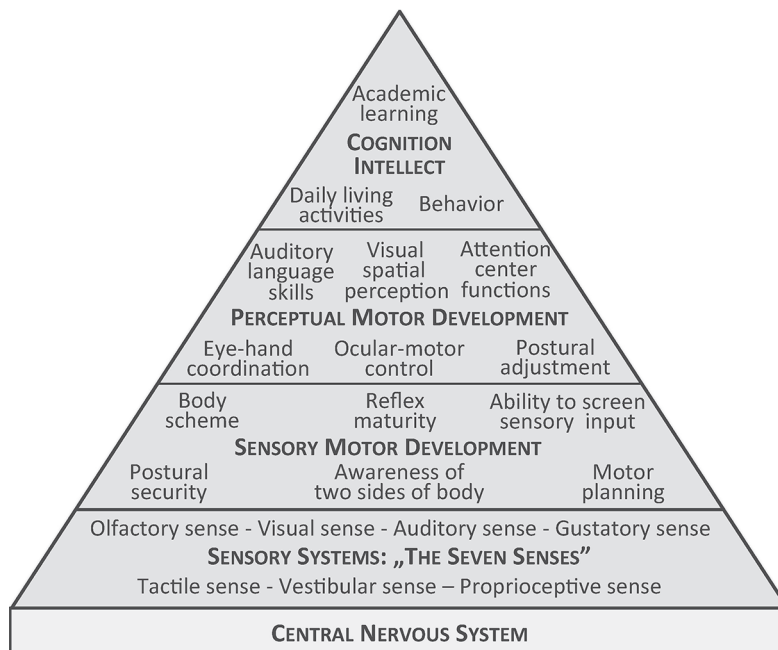 Academic
learning
COGNITION
INTELLECT
Daily living
activities
Behavior
Auditory
language
skills
Visual
spatial
perception
Attention
center
functions
PERCEPTUAL MOTOR DEVELOPMENT
Eye-hand
coordination
Ocular-motor
control
Postural
adjustment
Body
scheme
Reflex
maturity
Ability to screen
sensory input
SENSORY MOTOR DEVELOPMENT
Postural
security
Awareness of
two sides of body
Motor
planning
Olfactory sense - Visual sense - Auditory sense - Gustatory sense
SENSORY SYSTEMS: „THE SEVEN SENSES”
Tactile sense - Vestibular sense – Proprioceptive sense
CENTRAL NERVOUS SYSTEM